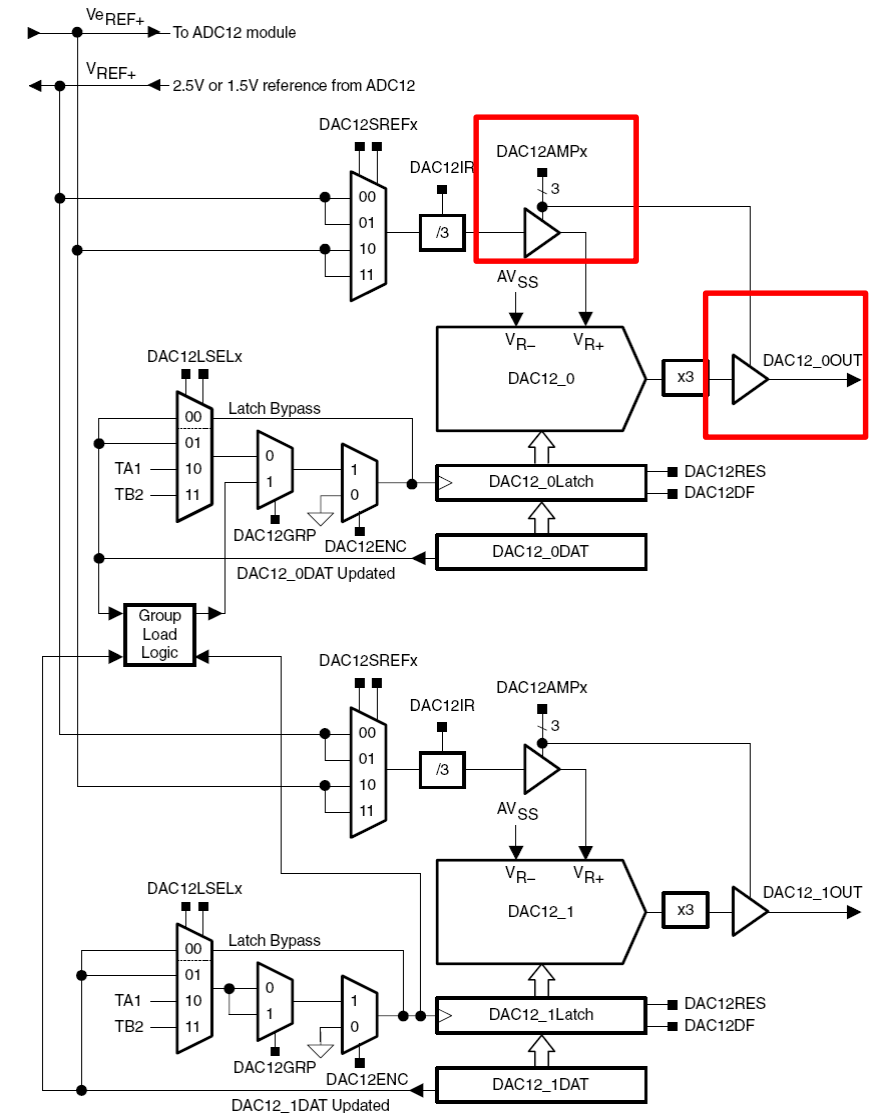 VeREF+
To ADC12 module
VREF+
2.5V or 1.5V reference from ADC12
DAC12SREFx
DAC12AMPx
DAC12IR
3
00
01
10
11
/3
AVSS
VR-
VR+
DAC12_0
x3
DAC12_0OUT
DAC12LSELx
Latch Bypass
00
01
TA1
10
TB2
11
0
1
1
0
DAC12GRP
DAC12ENC
DAC12_0Latch
DAC12RES
DAC12DF
DAC12_0DAT
DAC12_0DAT Updated
Group
Load
Logic
DAC12SREFx
DAC12AMPx
DAC12IR
3
00
01
10
11
/3
AVSS
VR-
VR+
DAC12_1
x3
DAC12_1OUT
DAC12LSELx
Latch Bypass
00
01
TA1
10
TB2
11
0
1
1
0
DAC12GRP
DAC12ENC
DAC12_1Latch
DAC12RES
DAC12DF
DAC12_1DAT
DAC12_1DAT Updated